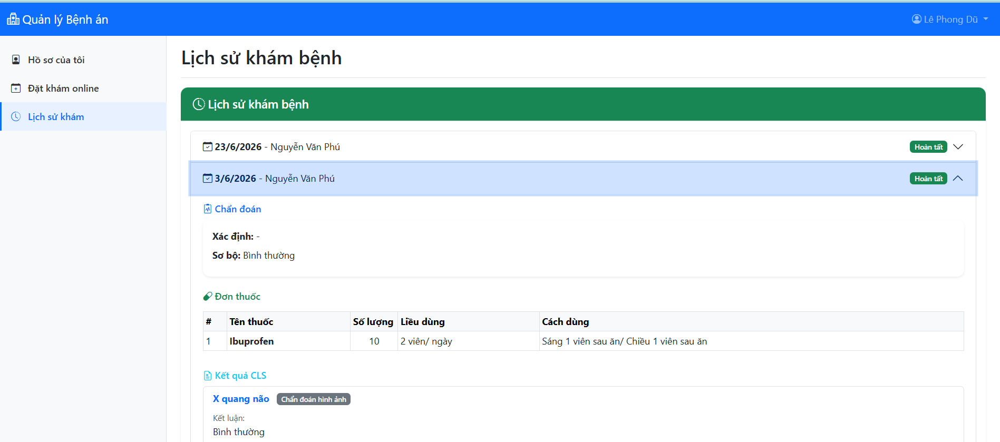 Quản lý Bệnh án
Lê Phong Dũ
Hồ sơ của tôi
Đặt khám online
Lịch sử khám
Lịch sử khám bệnh
Lịch sử khám bệnh
23/6/2026 - Nguyễn Văn Phú Hoàn tất
3/6/2026 - Nguyễn Văn Phú Hoàn tất
Chẩn đoán
Xác định: -
Sơ bộ: Bình thường
Đơn thuốc
# Tên thuốc Số lượng Liều dùng Cách dùng
1 Ibuprofen 10 2 viên/ ngày Sáng 1 viên sau ăn/ Chiều 1 viên sau ăn
Kết quả CLS
X quang não Chẩn đoán hình ảnh
Kết luận:
Bình thường